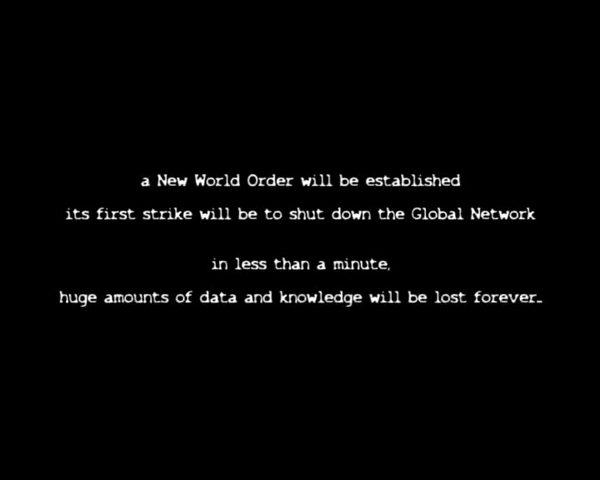 a New World Order will be established
its first strike will be to shut down the Global Network
in less than a minute,
huge amounts of data and knowledge will be lost forever..